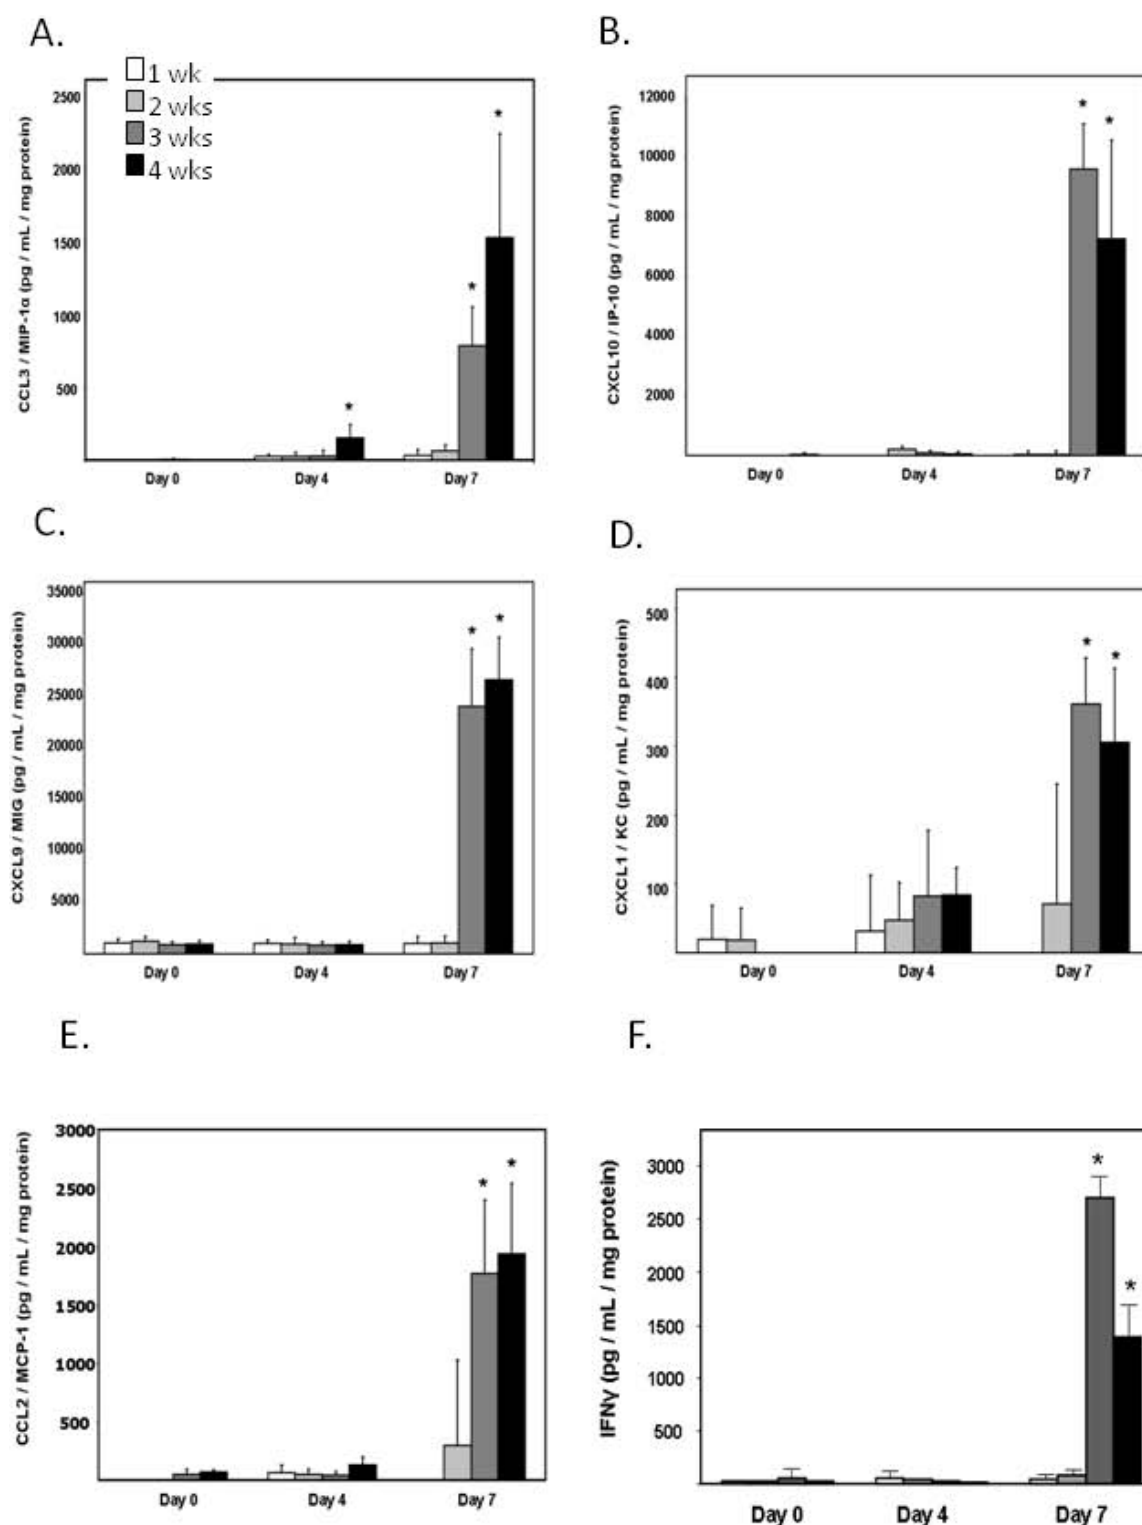 A.
1 wk
2 wks
3 wks
4 wks
CCL3 / MIP-1α (pg / mL / mg protein)
2500
2000
1500
1000
500
*
*
*
Day 0
Day 4
Day 7
B.
CXCL10 / IP-10 (pg / mL / mg protein)
12000
10000
8000
6000
4000
2000
*
*
Day 0
Day 4
Day 7
C.
CXCL9 / MIG (pg / mL / mg protein)
35000
30000
25000
20000
15000
10000
5000
*
*
Day 0
Day 4
Day 7
D.
CXCL1 / KC (pg / mL / mg protein)
500
400
300
200
100
*
*
Day 0
Day 4
Day 7
E.
CCL2 / MCP-1 (pg / mL / mg protein)
3000
2500
2000
1500
1000
500
*
*
Day 0
Day 4
Day 7
F.
IFNγ (pg / mL / mg protein)
3000
2500
2000
1500
1000
500
*
*
Day 0
Day 4
Day 7